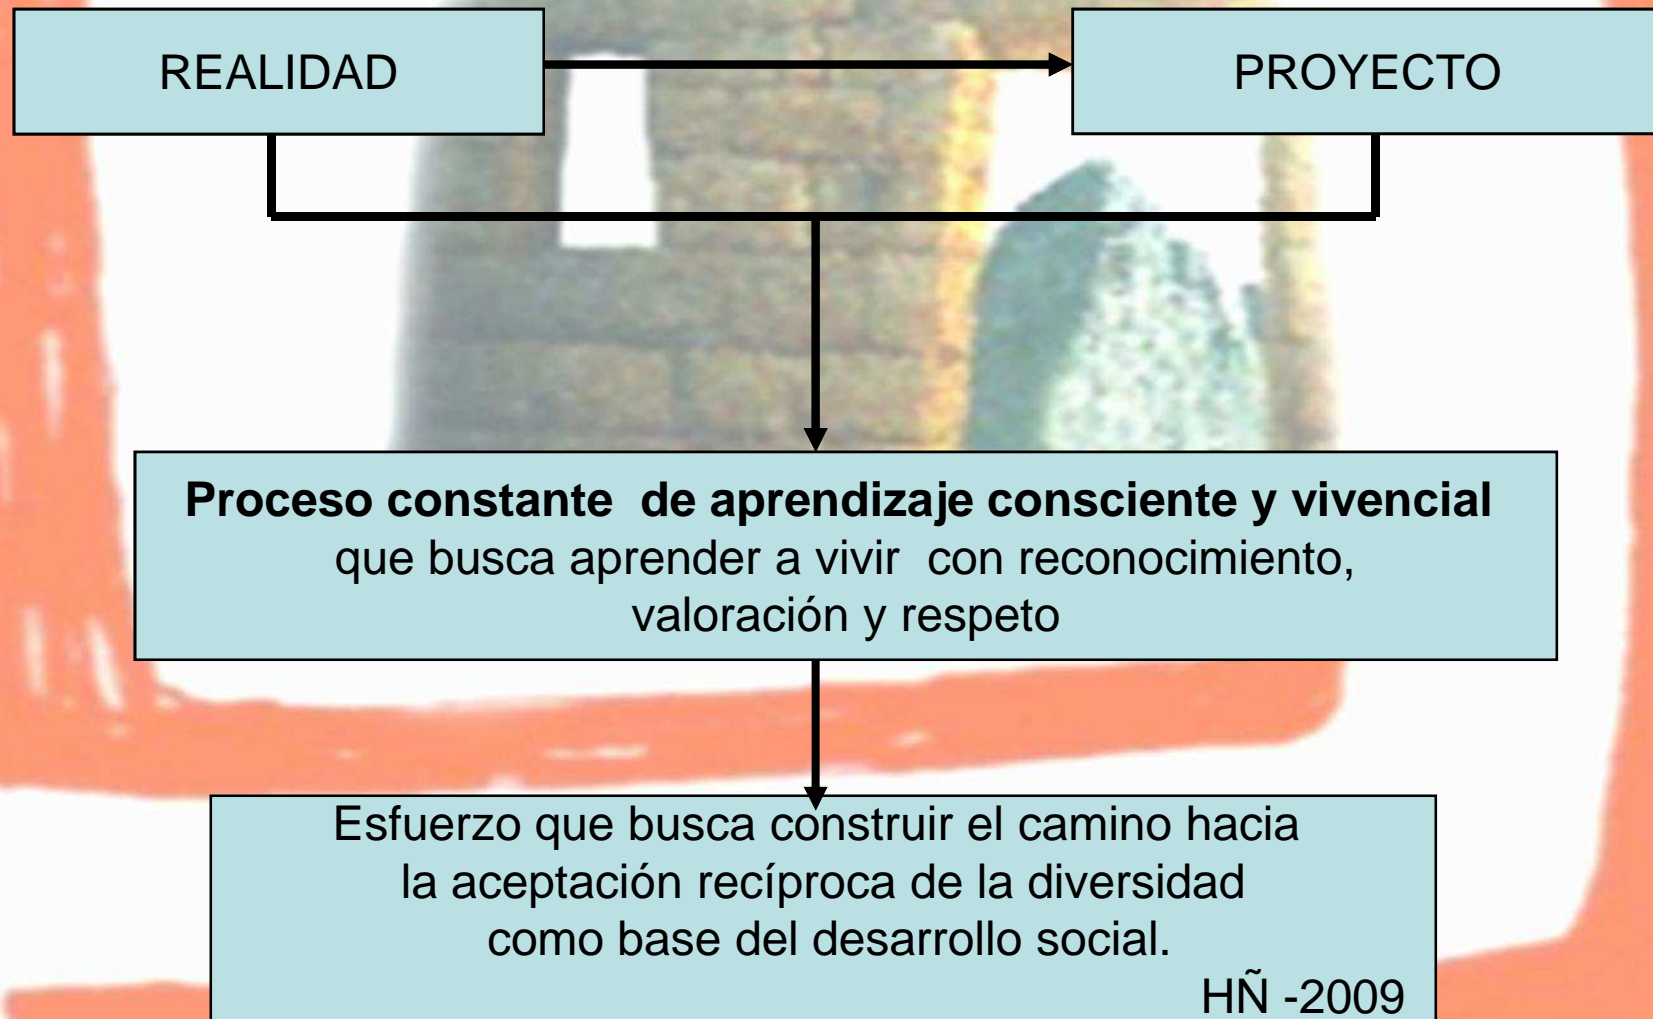 REALIDAD
PROYECTO
Proceso constante  de aprendizaje consciente y vivencial
que busca aprender a vivir  con reconocimiento,
valoración y respeto
Esfuerzo que busca construir el camino hacia
la aceptación recíproca de la diversidad
como base del desarrollo social.
HÑ -2009